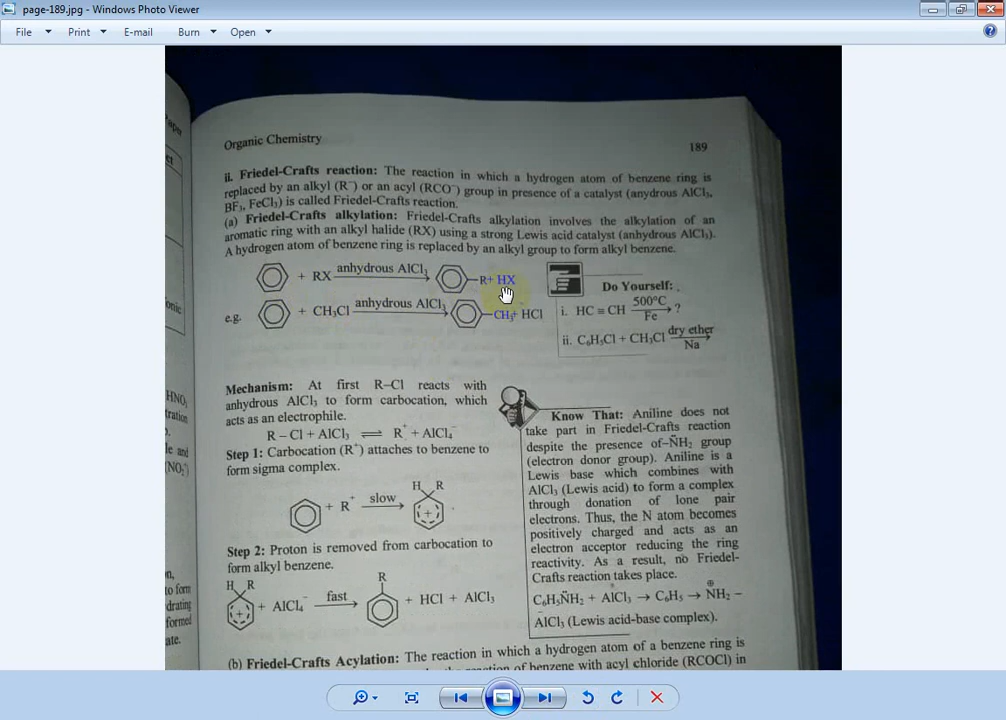 page-189.jpg - Windows Photo Viewer
File Print E-mail Burn Open
Organic Chemistry
189
ii. Friedel-Crafts reaction: The reaction in which a hydrogen atom of benzene ring is
replaced by an alkyl (R⁻) or an acyl (RCO⁻) group in presence of a catalyst (anydrous AlCl₃,
BF₃, FeCl₃) is called Friedel-Crafts reaction.
(a) Friedel-Crafts alkylation: Friedel-Crafts alkylation involves the alkylation of an
aromatic ring with an alkyl halide (RX) using a strong Lewis acid catalyst (anhydrous AlCl₃).
A hydrogen atom of benzene ring is replaced by an alkyl group to form alkyl benzene.
+ RX anhydrous AlCl₃ R+ HX
e.g. + CH₃Cl anhydrous AlCl₃ CH₃+ HCl
Do Yourself:
i. HC ≡ CH 500°C Fe → ?
ii. C₆H₅Cl + CH₃Cl dry ether Na →
Mechanism: At first R–Cl reacts with
anhydrous AlCl₃ to form carbocation, which
acts as an electrophile.
R – Cl + AlCl₃ ⇌ R⁺ + AlCl₄⁻
Step 1: Carbocation (R⁺) attaches to benzene to
form sigma complex.
+ R⁺ slow → H R +
Step 2: Proton is removed from carbocation to
form alkyl benzene.
H R + + AlCl₄⁻ fast → R + HCl + AlCl₃
Know That: Aniline does not
take part in Friedel-Crafts reaction
despite the presence of –N̈H₂ group
(electron donor group). Aniline is a
Lewis base which combines with
AlCl₃ (Lewis acid) to form a complex
through donation of lone pair
electrons. Thus, the N atom becomes
positively charged and acts as an
electron acceptor reducing the ring
reactivity. As a result, no Friedel-
Crafts reaction takes place.
C₆H₅N̈H₂ + AlCl₃ → C₆H₅ → NH₂ –
⊕
AlCl₃ (Lewis acid-base complex).
(b) Friedel-Crafts Acylation: The reaction in which a hydrogen atom of a benzene ring is
reaction of benzene with acyl chloride (RCOCl) in